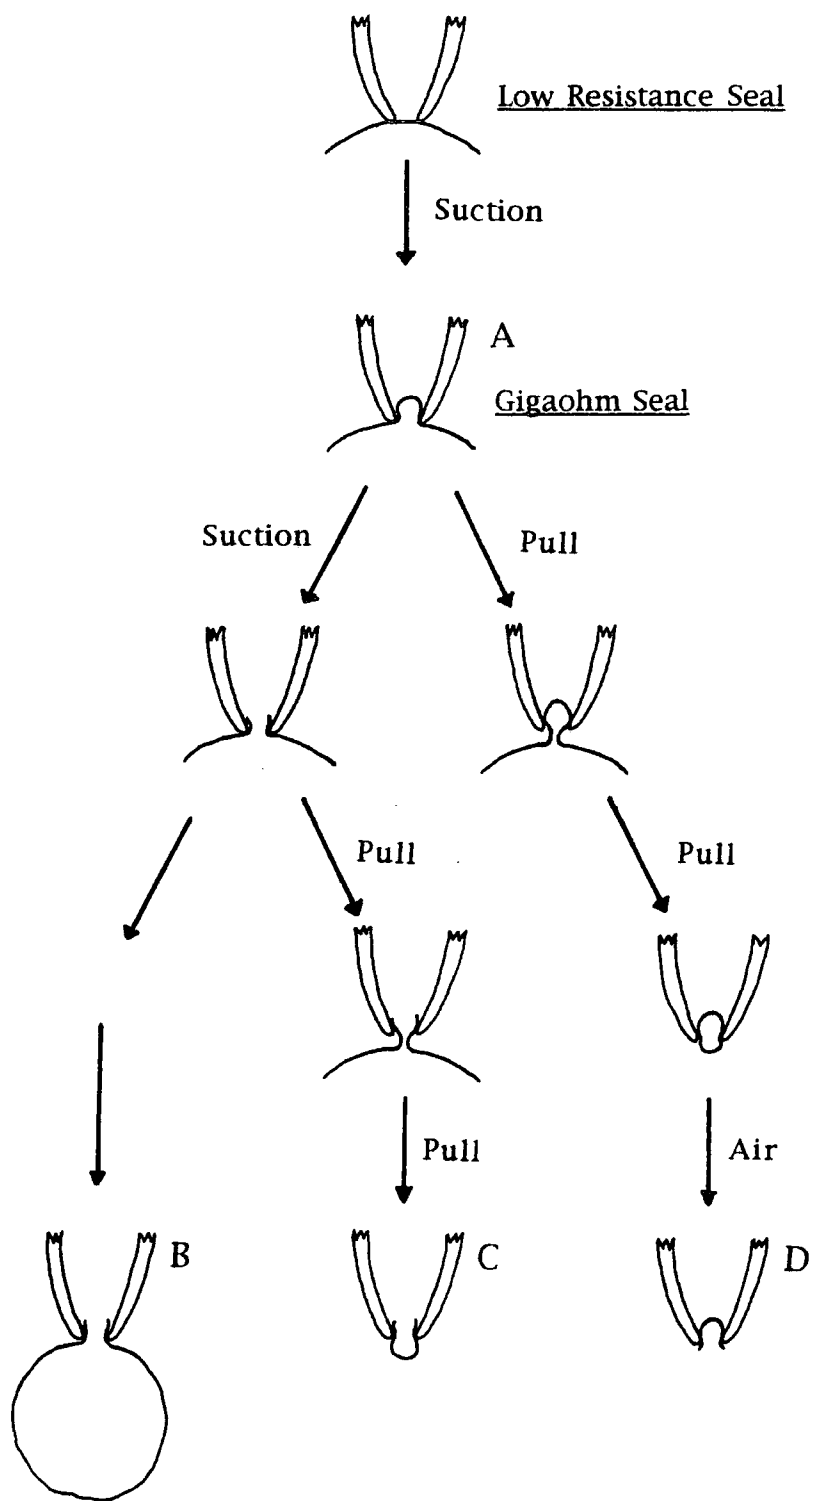 Low Resistance Seal
Suction
A
Gigaohm Seal
Suction
Pull
Pull
Pull
Pull
Air
B
C
D